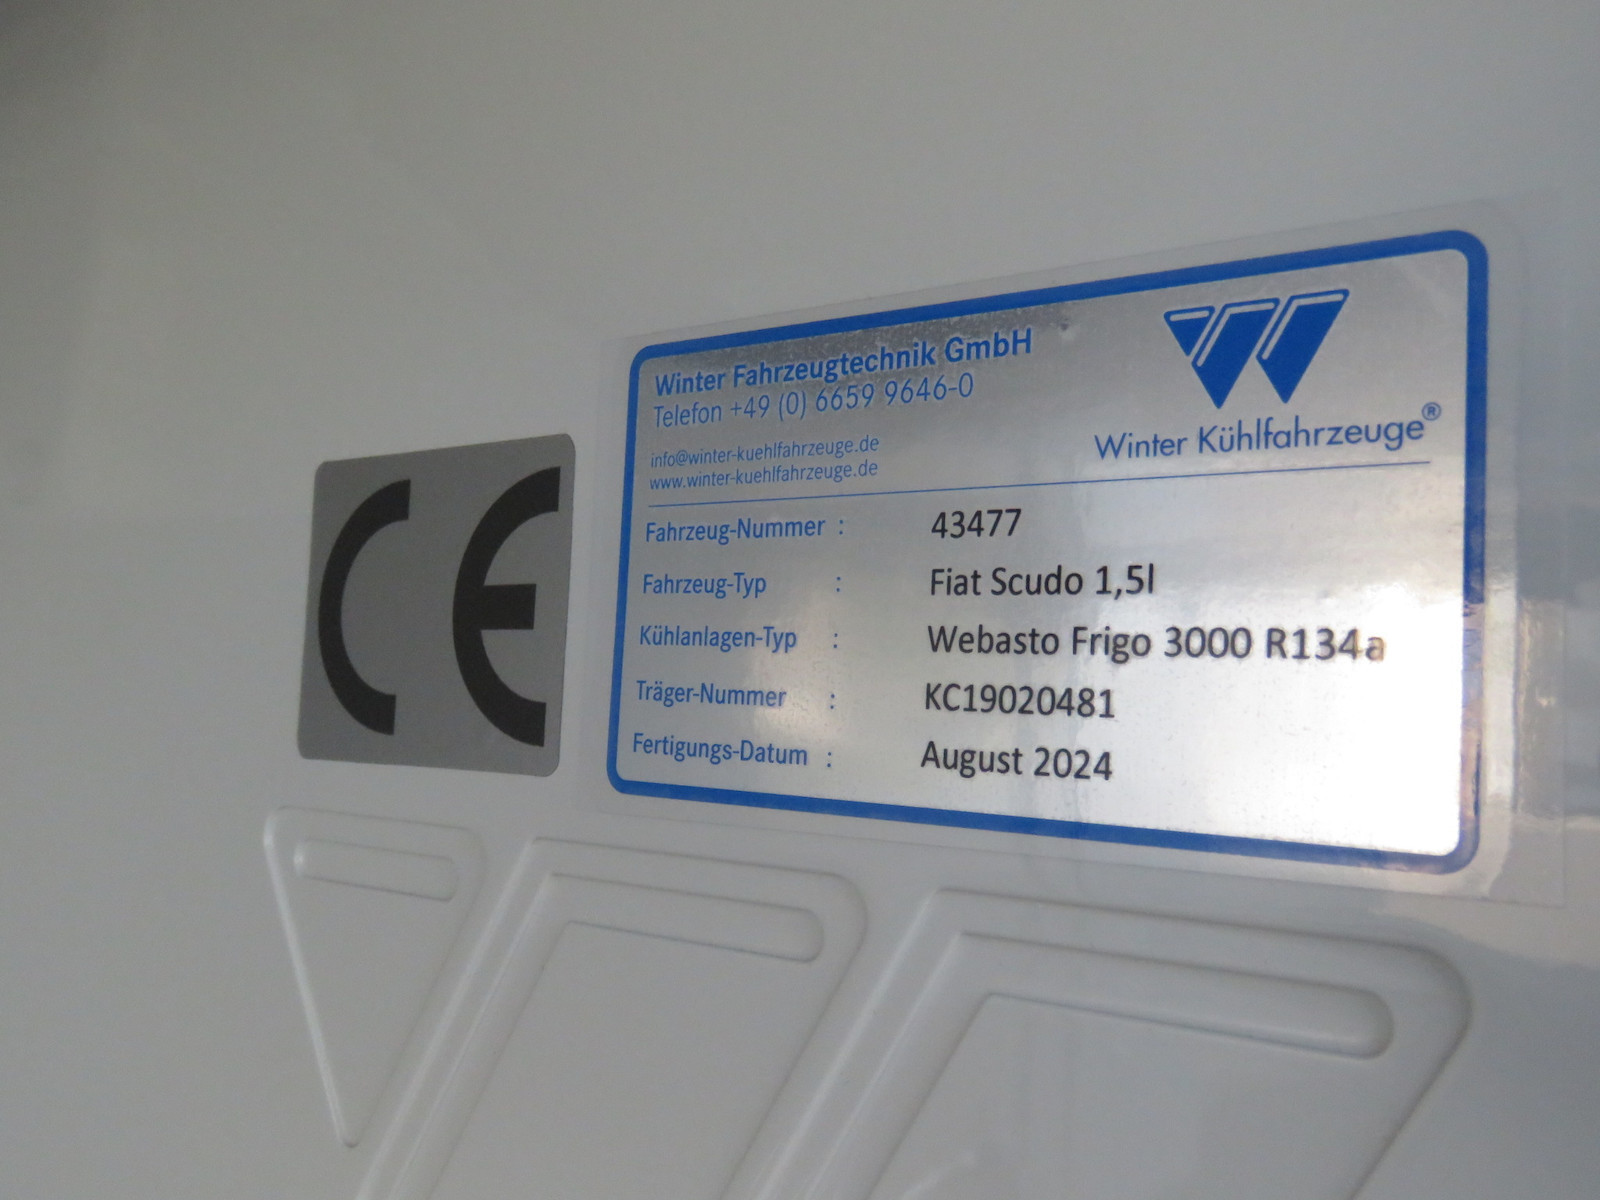 CE
Winter Fahrzeugtechnik GmbH
Telefon +49 (0) 6659 9646-0
info@winter-kuehlfahrzeuge.de
www.winter-kuehlfahrzeuge.de
Winter Kühlfahrzeuge®
Fahrzeug-Nummer : 43477
Fahrzeug-Typ : Fiat Scudo 1,5l
Kühlanlagen-Typ : Webasto Frigo 3000 R134a
Träger-Nummer : KC19020481
Fertigungs-Datum : August 2024